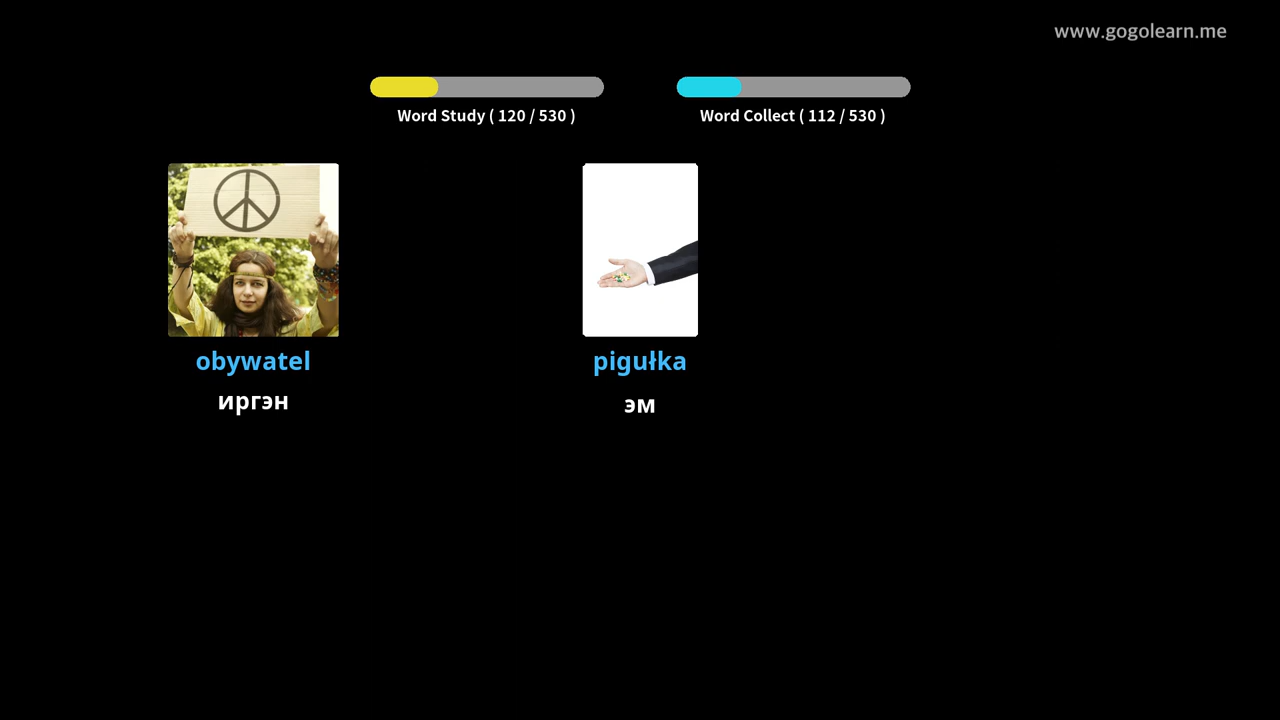 www.gogolearn.me
Word Study ( 120 / 530 )
Word Collect ( 112 / 530 )
obywatel
pigułka
иргэн
эм